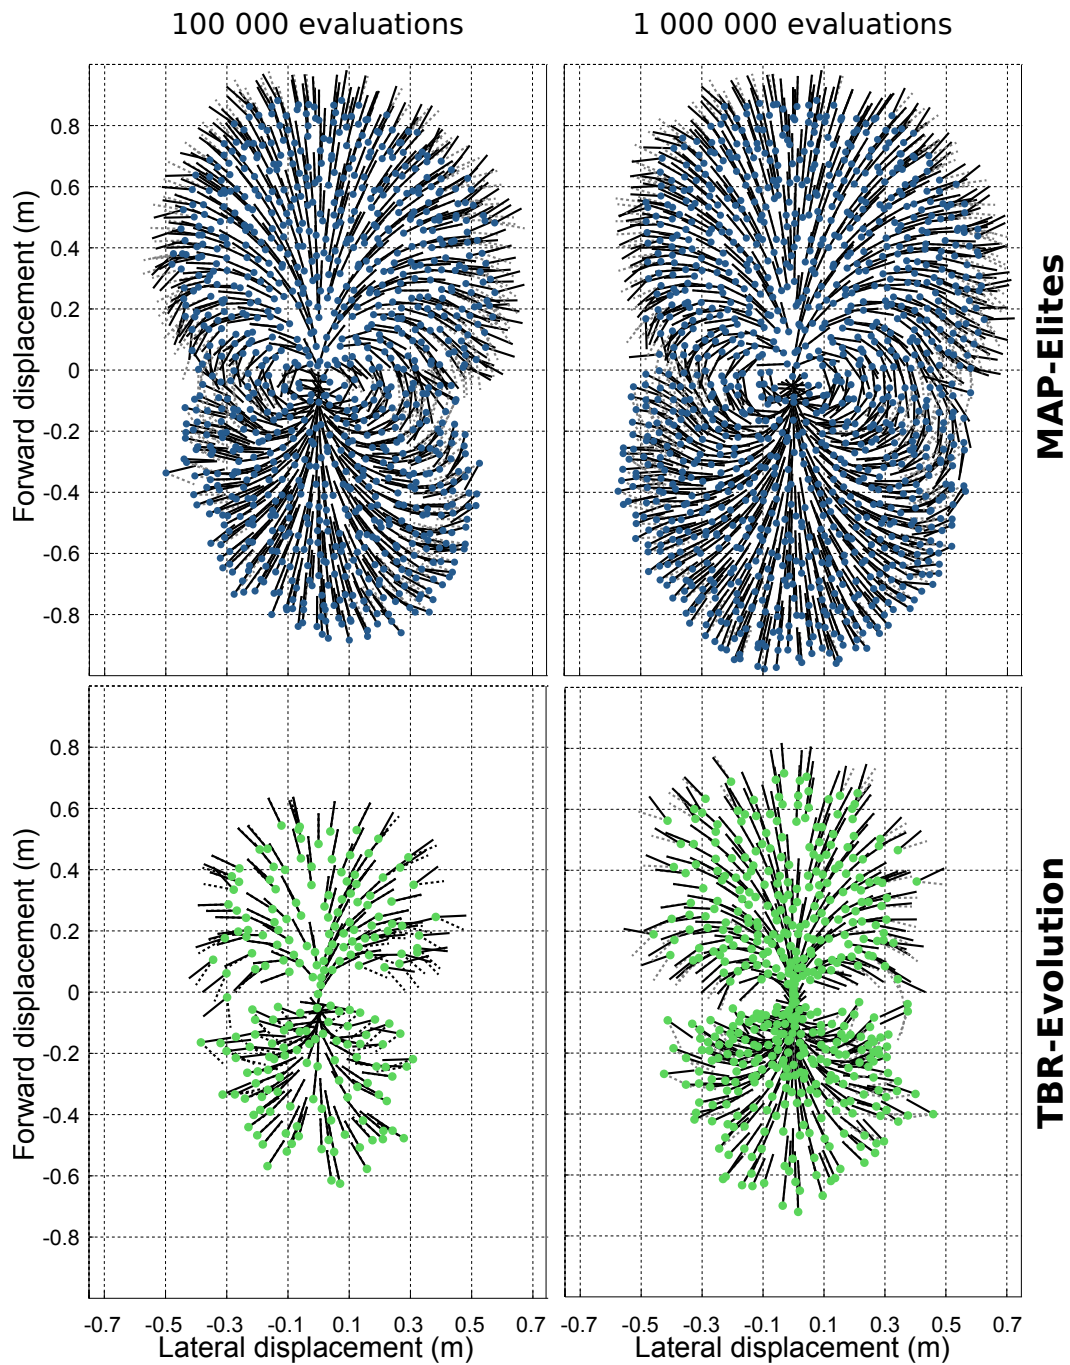 100 000 evaluations
1 000 000 evaluations
0.8
0.6
0.4
0.2
0
-0.2
-0.4
-0.6
-0.8
Forward displacement (m)
MAP-Elites
0.8
0.6
0.4
0.2
0
-0.2
-0.4
-0.6
-0.8
Forward displacement (m)
TBR-Evolution
-0.7 -0.5 -0.3 -0.1 0.1 0.3 0.5 0.7
-0.7 -0.5 -0.3 -0.1 0.1 0.3 0.5 0.7
Lateral displacement (m)
Lateral displacement (m)